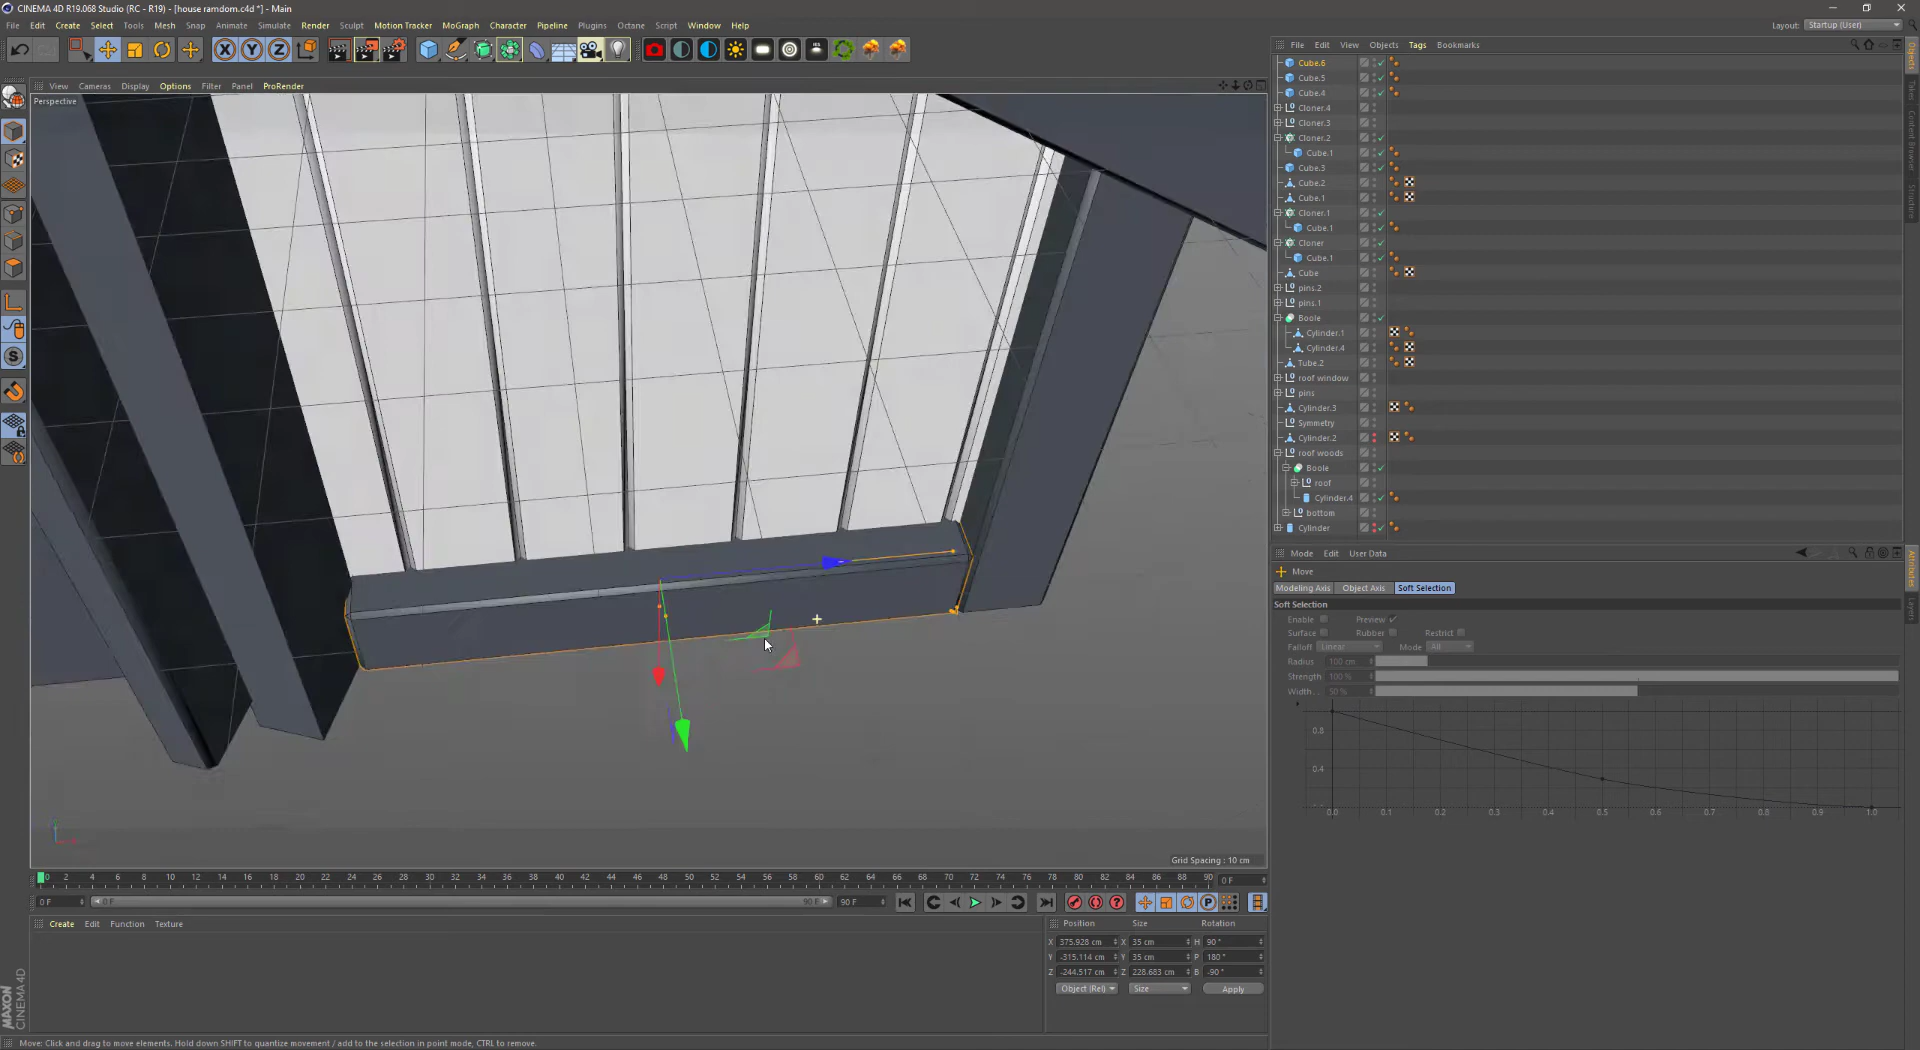 CINEMA 4D R19.068 Studio (RC - R19) - [house ramdom.c4d *] - Main
File Edit Create Select Tools Mesh Snap Animate Simulate Render Sculpt Motion Tracker MoGraph Character Pipeline Plugins Octane Script Window Help
Layout: Startup (User)
File Edit View Objects Tags Bookmarks
View Cameras Display Options Filter Panel ProRender
Perspective
Cube.6
Cube.5
Cube.4
Cloner.4
Cloner.3
Cloner.2
Cube.1
Cube.3
Cube.2
Cube.1
Cloner.1
Cube.1
Cloner
Cube.1
Cube
pins.2
pins.1
Boole
Cylinder.1
Cylinder.4
Tube.2
roof window
pins
Cylinder.3
Symmetry
Cylinder.2
roof woods
Boole
roof
Cylinder.4
bottom
Cylinder
Objects
Takes
Content Browser
Structure
Attributes
Layers
Mode Edit User Data
Move
Modeling Axis Object Axis Soft Selection
Soft Selection
Enable Preview
Surface Rubber Restrict
Falloff Linear Mode All
Radius 100 cm
Strength 100 %
Width 50 %
0.8
0.4
0.0 0.1 0.2 0.3 0.4 0.5 0.6 0.7 0.8 0.9 1.0
Grid Spacing : 10 cm
0 2 4 6 8 10 12 14 16 18 20 22 24 26 28 30 32 34 36 38 40 42 44 46 48 50 52 54 56 58 60 62 64 66 68 70 72 74 76 78 80 82 84 86 88 90 0 F
0 F 0 F 90 F 90 F
Create Edit Function Texture
Position Size Rotation
X 375.928 cm X 35 cm H 90 °
Y -315.114 cm Y 35 cm P 180 °
Z -244.517 cm Z 228.683 cm B -90 °
Object (Rel) Size Apply
MAXON
CINEMA 4D
Move: Click and drag to move elements. Hold down SHIFT to quantize movement / add to the selection in point mode, CTRL to remove.